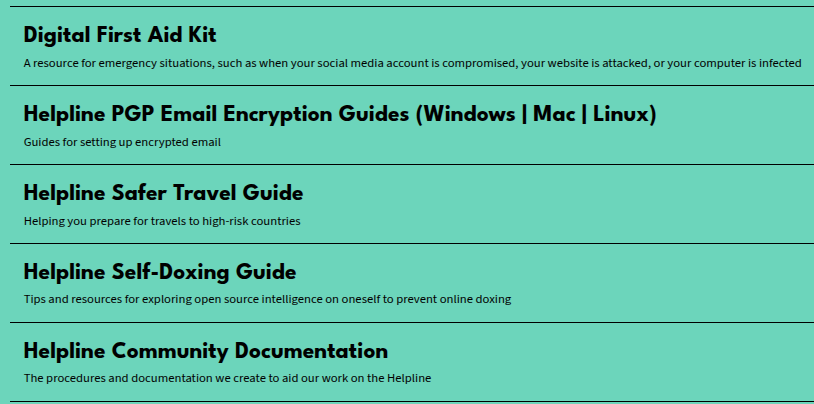 Digital First Aid Kit
A resource for emergency situations, such as when your social media account is compromised, your website is attacked, or your computer is infected
Helpline PGP Email Encryption Guides (Windows | Mac | Linux)
Guides for setting up encrypted email
Helpline Safer Travel Guide
Helping you prepare for travels to high-risk countries
Helpline Self-Doxing Guide
Tips and resources for exploring open source intelligence on oneself to prevent online doxing
Helpline Community Documentation
The procedures and documentation we create to aid our work on the Helpline